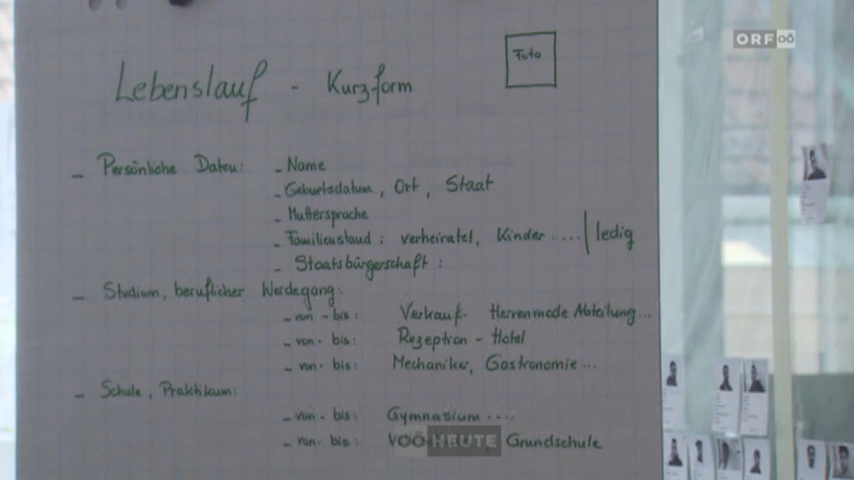 ORF OÖ
Foto
Lebenslauf - Kurzform
- Persönliche Daten: - Name
- Geburtsdatum, Ort, Staat
- Muttersprache
- Familienstand: verheiratet, Kinder .... | ledig
- Staatsbürgerschaft:
- Studium, beruflicher Werdegang:
- von - bis: Verkauf - Herrenmode Abteilung...
- von - bis: Rezeption - Hotel
- von - bis: Mechaniker, Gastronomie ...
- Schule, Praktikum:
- von - bis: Gymnasium ....
- von - bis: Grundschule
OÖ HEUTE